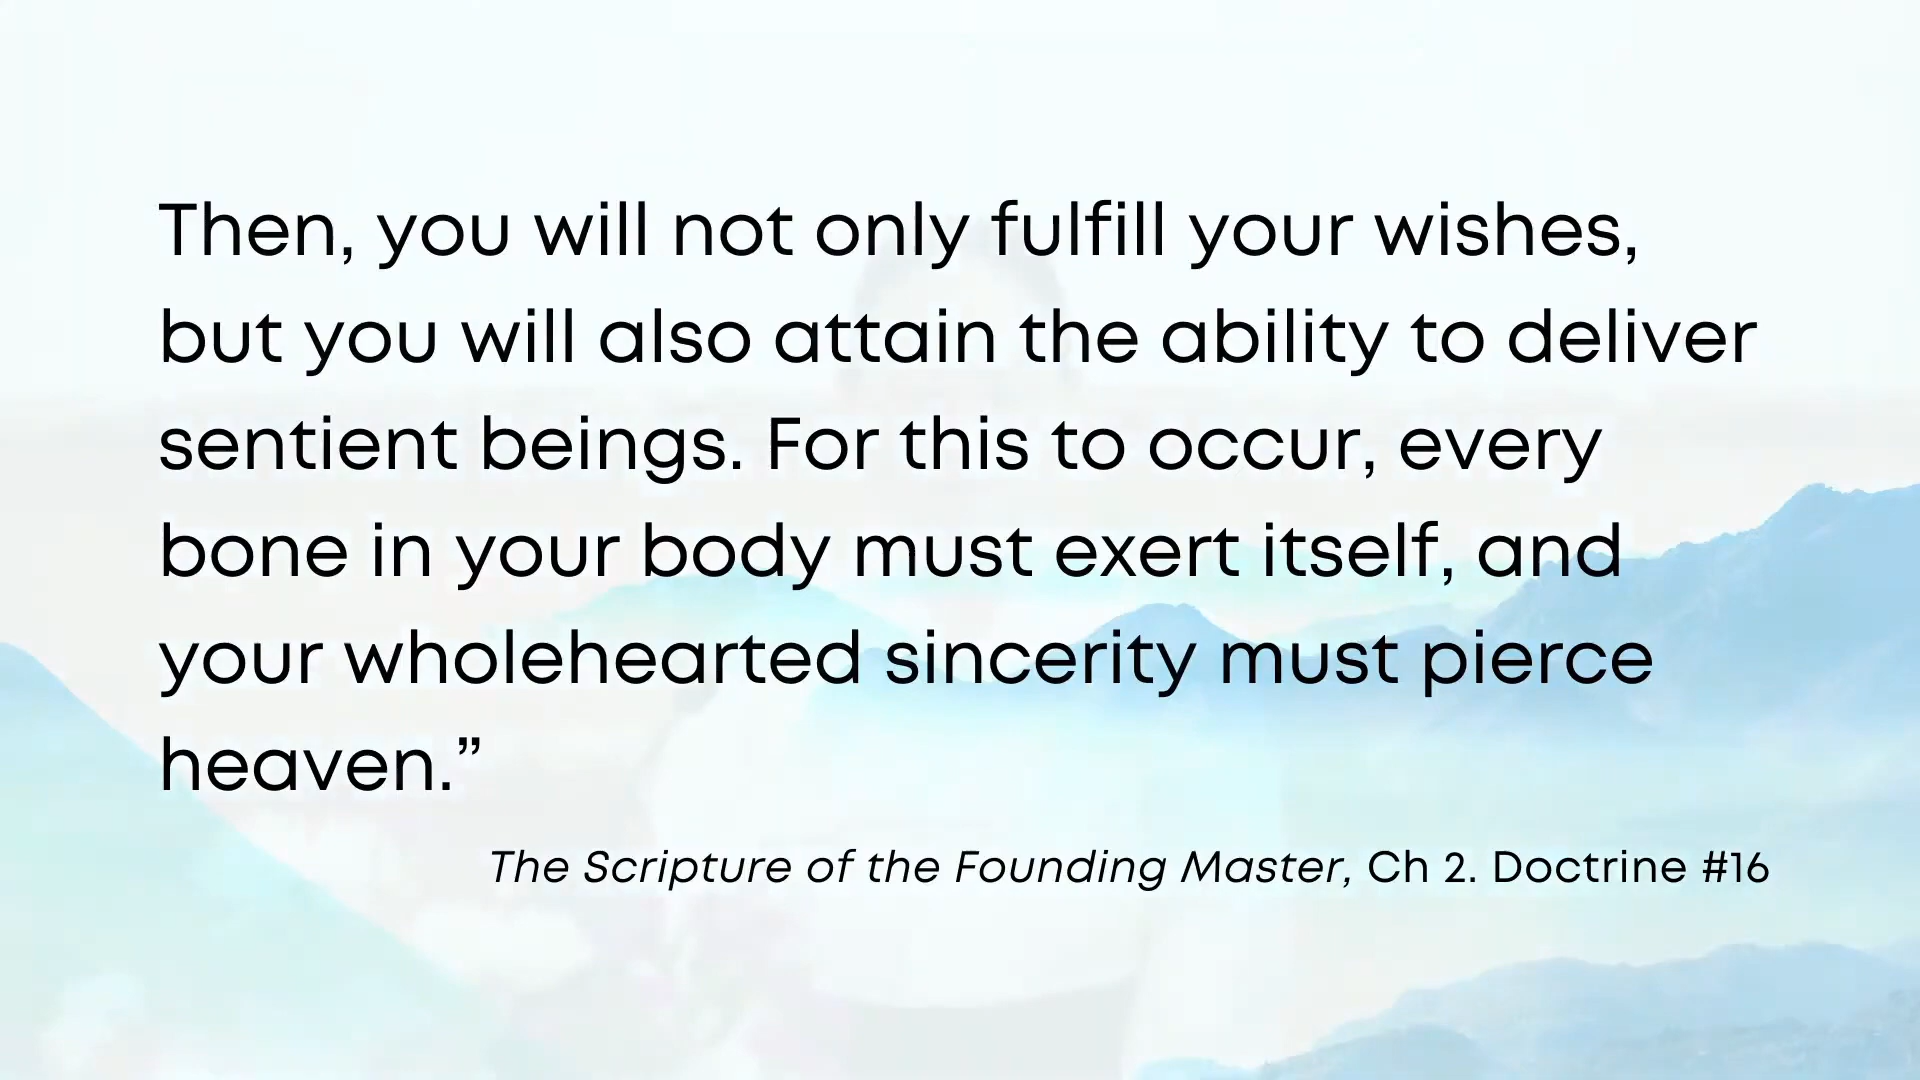 Then, you will not only fulfill your wishes,
but you will also attain the ability to deliver
sentient beings. For this to occur, every
bone in your body must exert itself, and
your wholehearted sincerity must pierce
heaven.”
The Scripture of the Founding Master, Ch 2. Doctrine #16